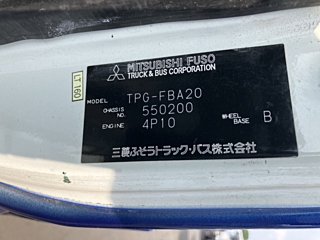 LT160
MITSUBISHI FUSO
TRUCK & BUS CORPORATION
MODEL TPG-FBA20
CHASSIS NO 550200
ENGINE 4P10 WHEEL BASE B
三菱ふそうトラック・バス株式会社